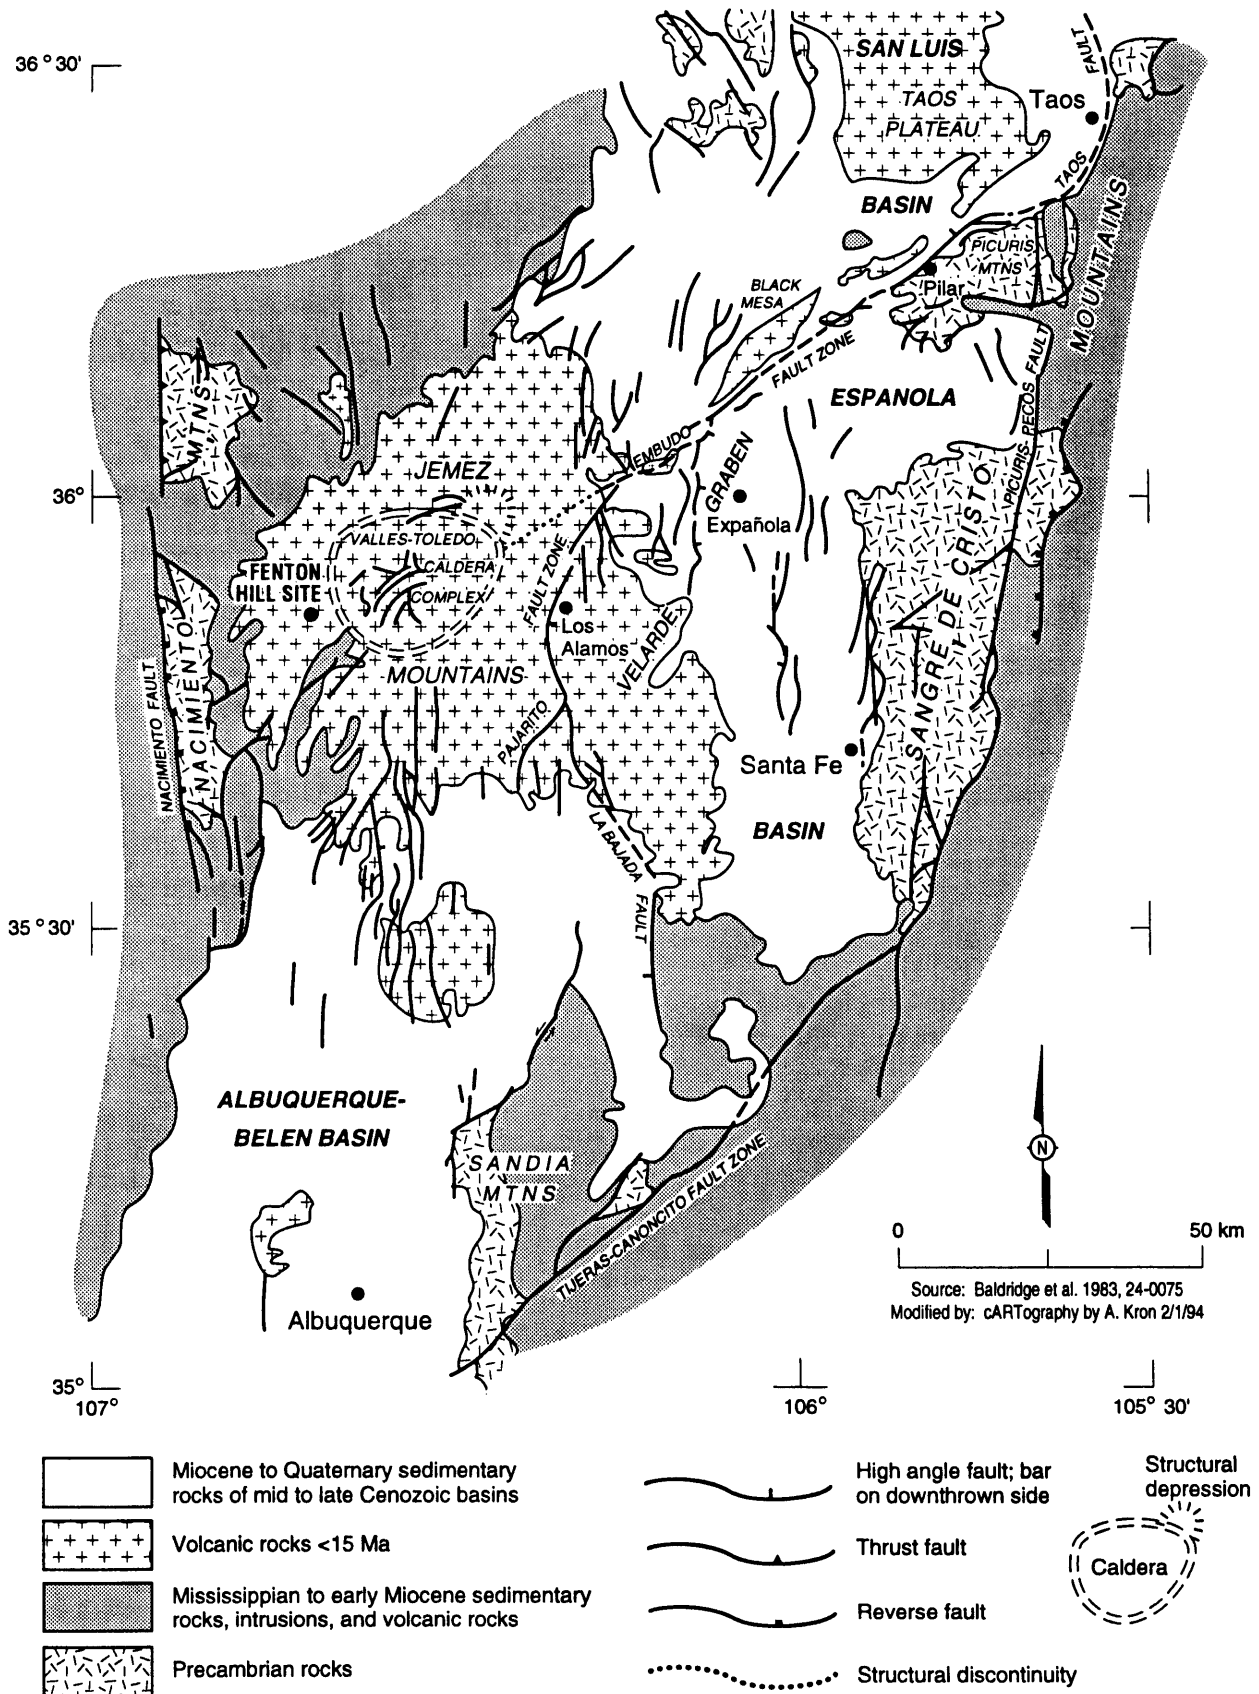 36° 30'
SAN LUIS
TAOS
PLATEAU
FAULT
Taos
TAOS
BASIN
PICURIS
MTNS
Pilar
MOUNTAINS
BLACK
MESA
FAULT ZONE
EMBUDO
ESPANOLA
PICURIS-PECOS FAULT
MTNS
JEMEZ
36°
GRABEN
Expañola
VALLES-TOLEDO
CALDERA
COMPLEX
FENTON
HILL SITE
FAULT ZONE
Los
Alamos
VELARDE
MOUNTAINS
PAJARITO
SANGRE DE CRISTO
NACIMIENTO
NACIMIENTO FAULT
Santa Fe
BASIN
LA BAJADA
FAULT
35° 30'
ALBUQUERQUE-
BELEN BASIN
SANDIA
MTNS
TIJERAS-CANONCITO FAULT ZONE
Albuquerque
N
0 50 km
Source: Baldridge et al. 1983, 24-0075
Modified by: cARTography by A. Kron 2/1/94
35°
107°
106°
105° 30'
Miocene to Quaternary sedimentary
rocks of mid to late Cenozoic basins
Volcanic rocks <15 Ma
Mississippian to early Miocene sedimentary
rocks, intrusions, and volcanic rocks
Precambrian rocks
High angle fault; bar
on downthrown side
Thrust fault
Reverse fault
Structural discontinuity
Structural
depression
Caldera